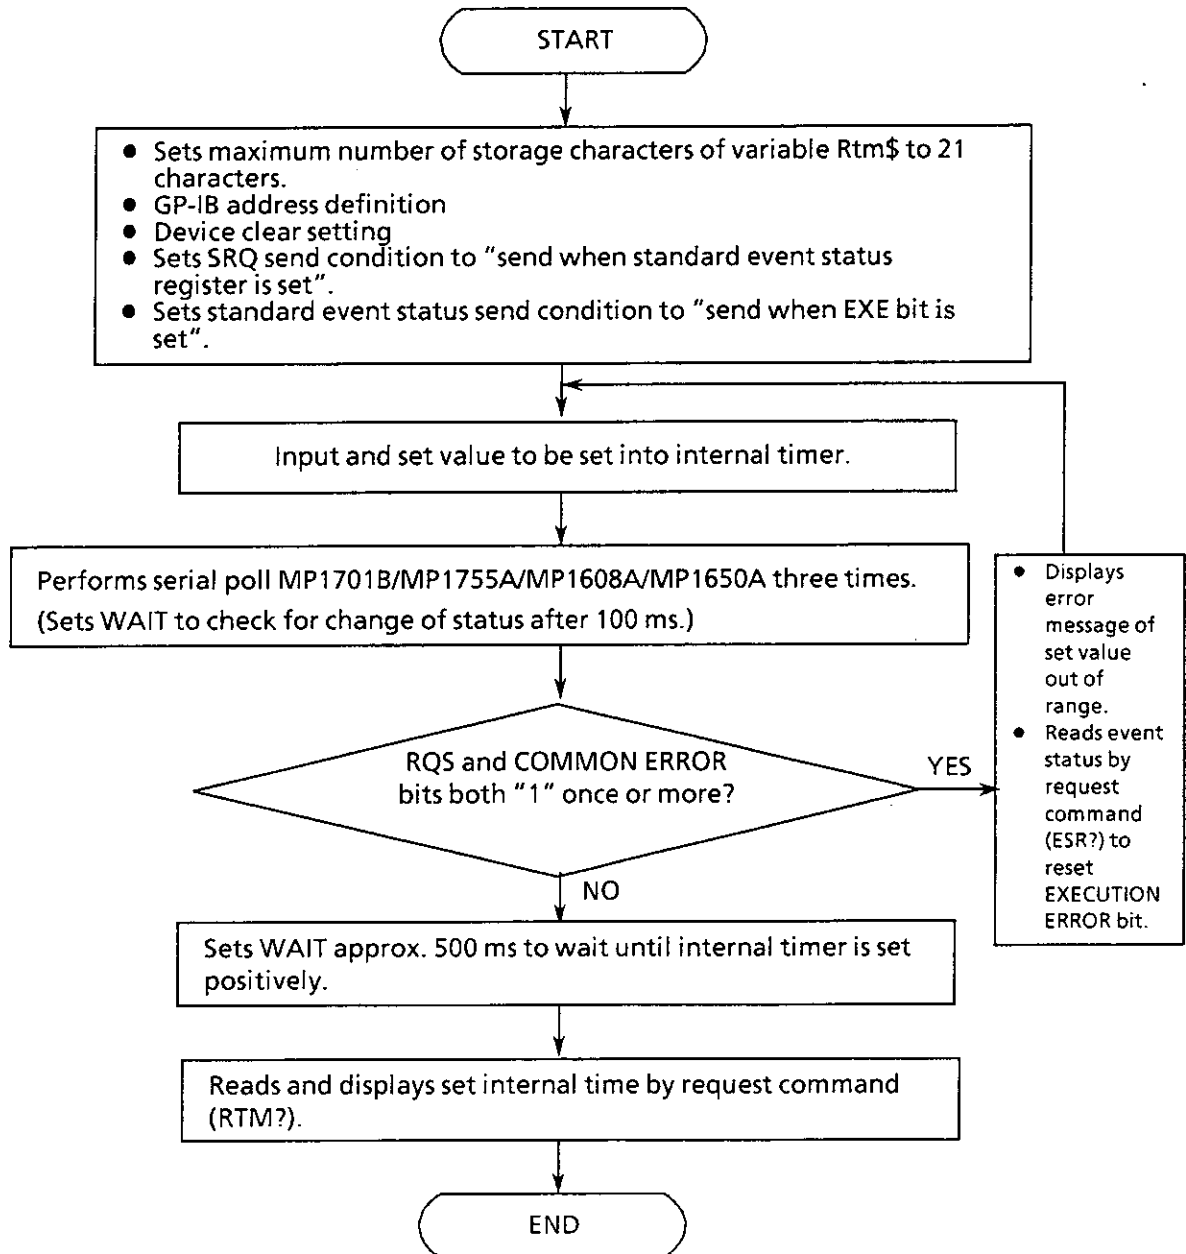 START
● Sets maximum number of storage characters of variable Rtm$ to 21
characters.
● GP-IB address definition
● Device clear setting
● Sets SRQ send condition to "send when standard event status
register is set".
● Sets standard event status send condition to "send when EXE bit is
set".
Input and set value to be set into internal timer.
Performs serial poll MP1701B/MP1755A/MP1608A/MP1650A three times.
(Sets WAIT to check for change of status after 100 ms.)
RQS and COMMON ERROR
bits both "1" once or more?
YES
● Displays
error
message of
set value
out of
range.
● Reads event
status by
request
command
(ESR?) to
reset
EXECUTION
ERROR bit.
NO
Sets WAIT approx. 500 ms to wait until internal timer is set
positively.
Reads and displays set internal time by request command
(RTM?).
END